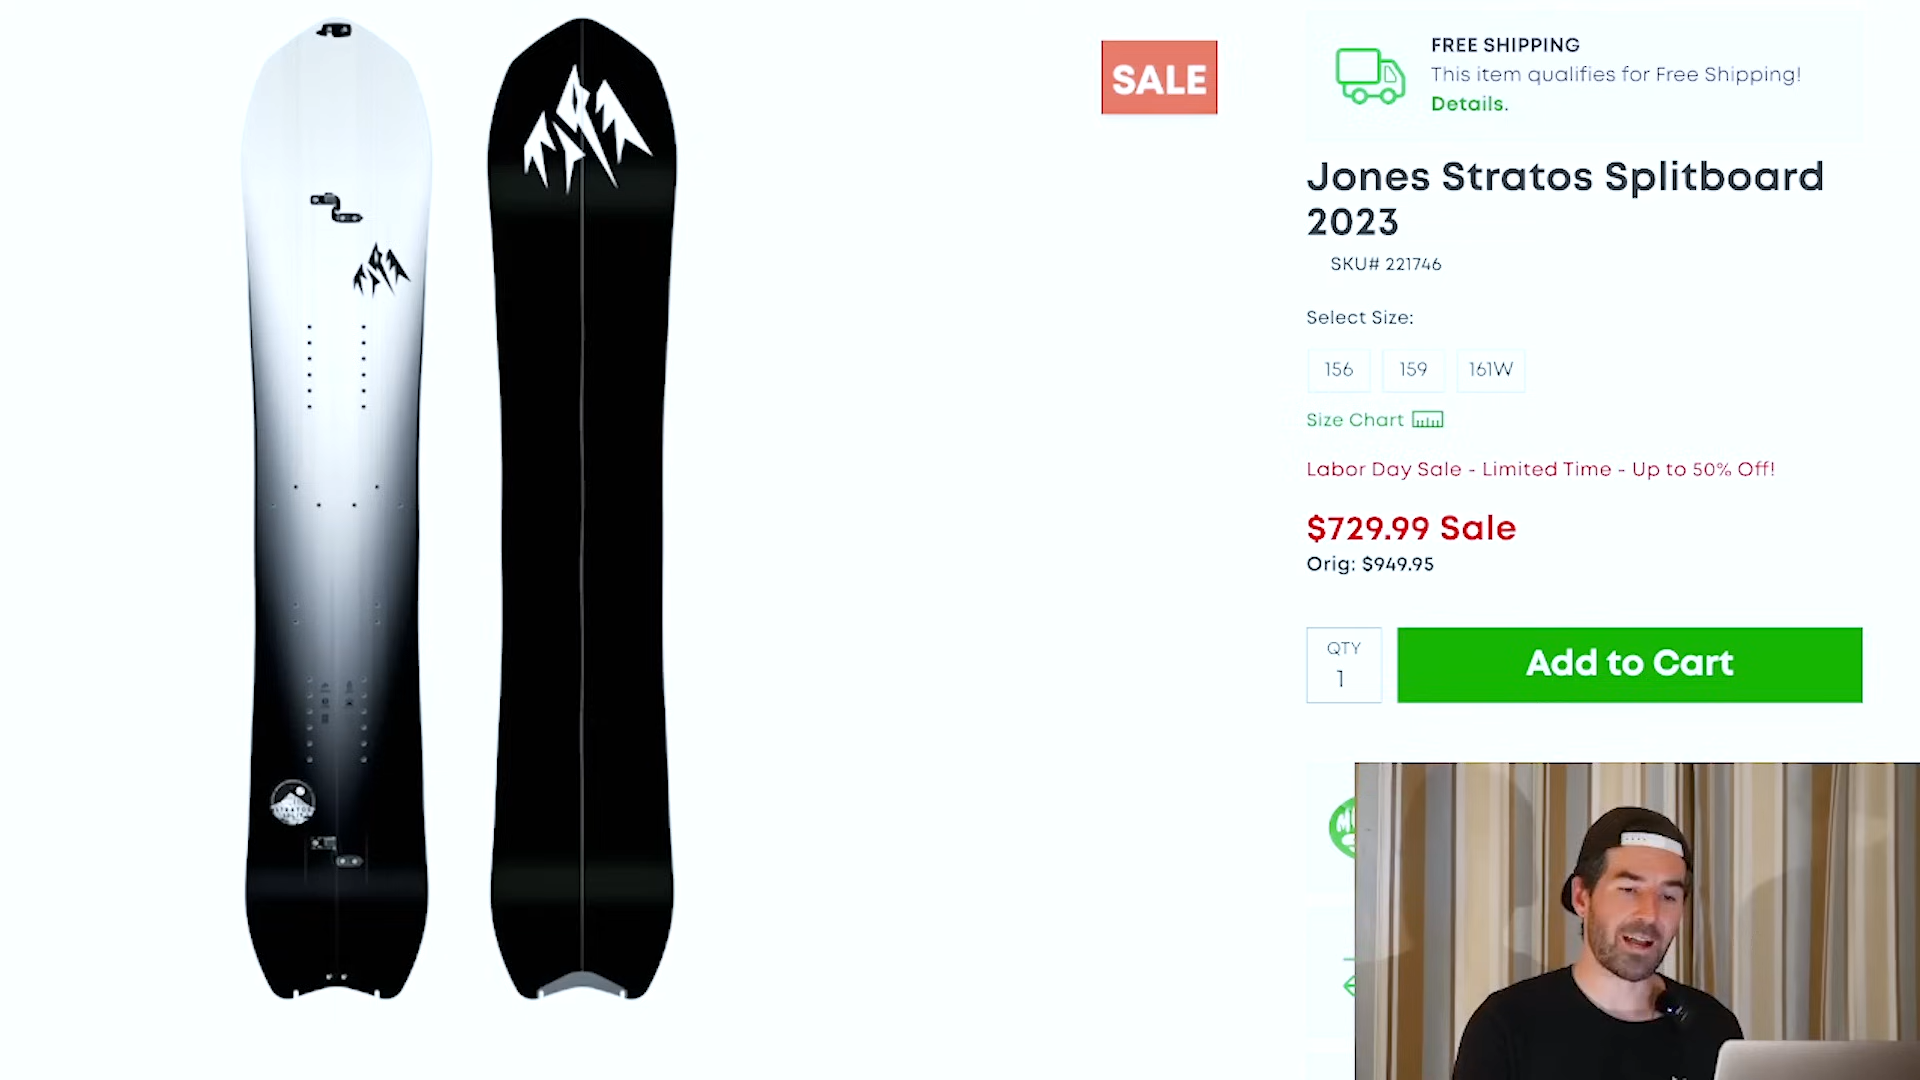 SALE
FREE SHIPPING
This item qualifies for Free Shipping!
Details.
Jones Stratos Splitboard
2023
SKU# 221746
Select Size:
156 159 161W
Size Chart
Labor Day Sale - Limited Time - Up to 50% Off!
$729.99 Sale
Orig: $949.95
QTY
1
Add to Cart
STRATOS
SPLIT